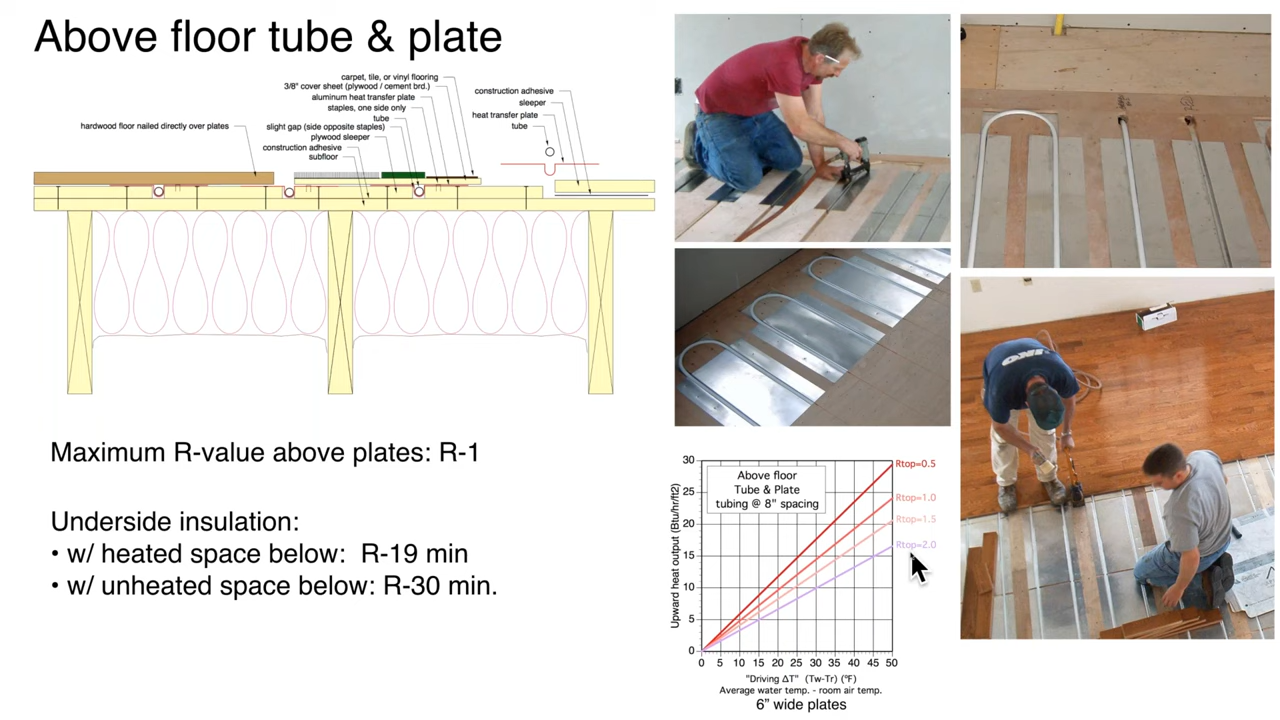 Above floor tube & plate
carpet, tile, or vinyl flooring
3/8" cover sheet (plywood / cement brd.)
aluminum heat transfer plate
staples, one side only
tube
slight gap (side opposite staples)
plywood sleeper
construction adhesive
subfloor
hardwood floor nailed directly over plates
construction adhesive
sleeper
heat transfer plate
tube
Maximum R-value above plates: R-1
Underside insulation:
• w/ heated space below: R-19 min
• w/ unheated space below: R-30 min.
Above floor
Tube & Plate
tubing @ 8" spacing
Upward heat output (Btu/hr/ft2)
30
25
20
15
10
5
0
Rtop=0.5
Rtop=1.0
Rtop=1.5
Rtop=2.0
0 5 10 15 20 25 30 35 40 45 50
"Driving ΔT" (Tw-Tr) (ºF)
Average water temp. - room air temp.
6” wide plates